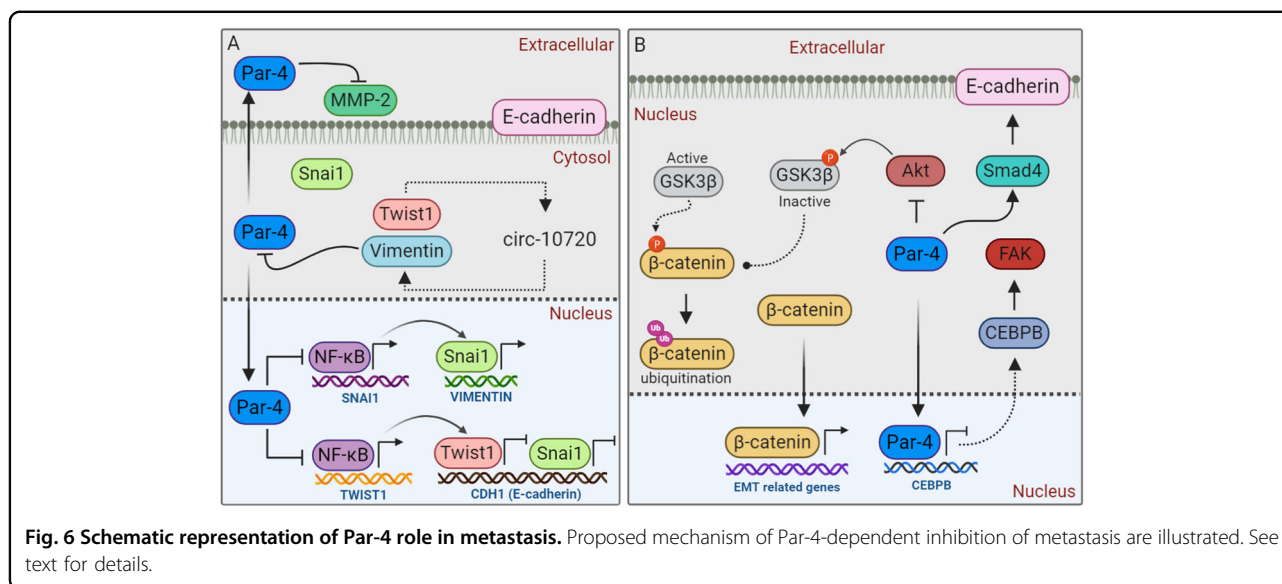 A
Extracellular
Par-4
MMP-2
E-cadherin
Cytosol
Snai1
Twist1
Par-4
Vimentin
circ-10720
Nucleus
NF-κB
Snai1
SNAI1
VIMENTIN
Par-4
NF-κB
Twist1
Snai1
TWIST1
CDH1 (E-cadherin)
B
Extracellular
E-cadherin
Nucleus
Active
GSK3β
P
GSK3β
Inactive
Akt
Smad4
P
β-catenin
Par-4
FAK
β-catenin
CEBPB
Ub
Ub
β-catenin
ubiquitination
β-catenin
Par-4
EMT related genes
CEBPB
Nucleus
Fig. 6 Schematic representation of Par-4 role in metastasis. Proposed mechanism of Par-4-dependent inhibition of metastasis are illustrated. See
text for details.